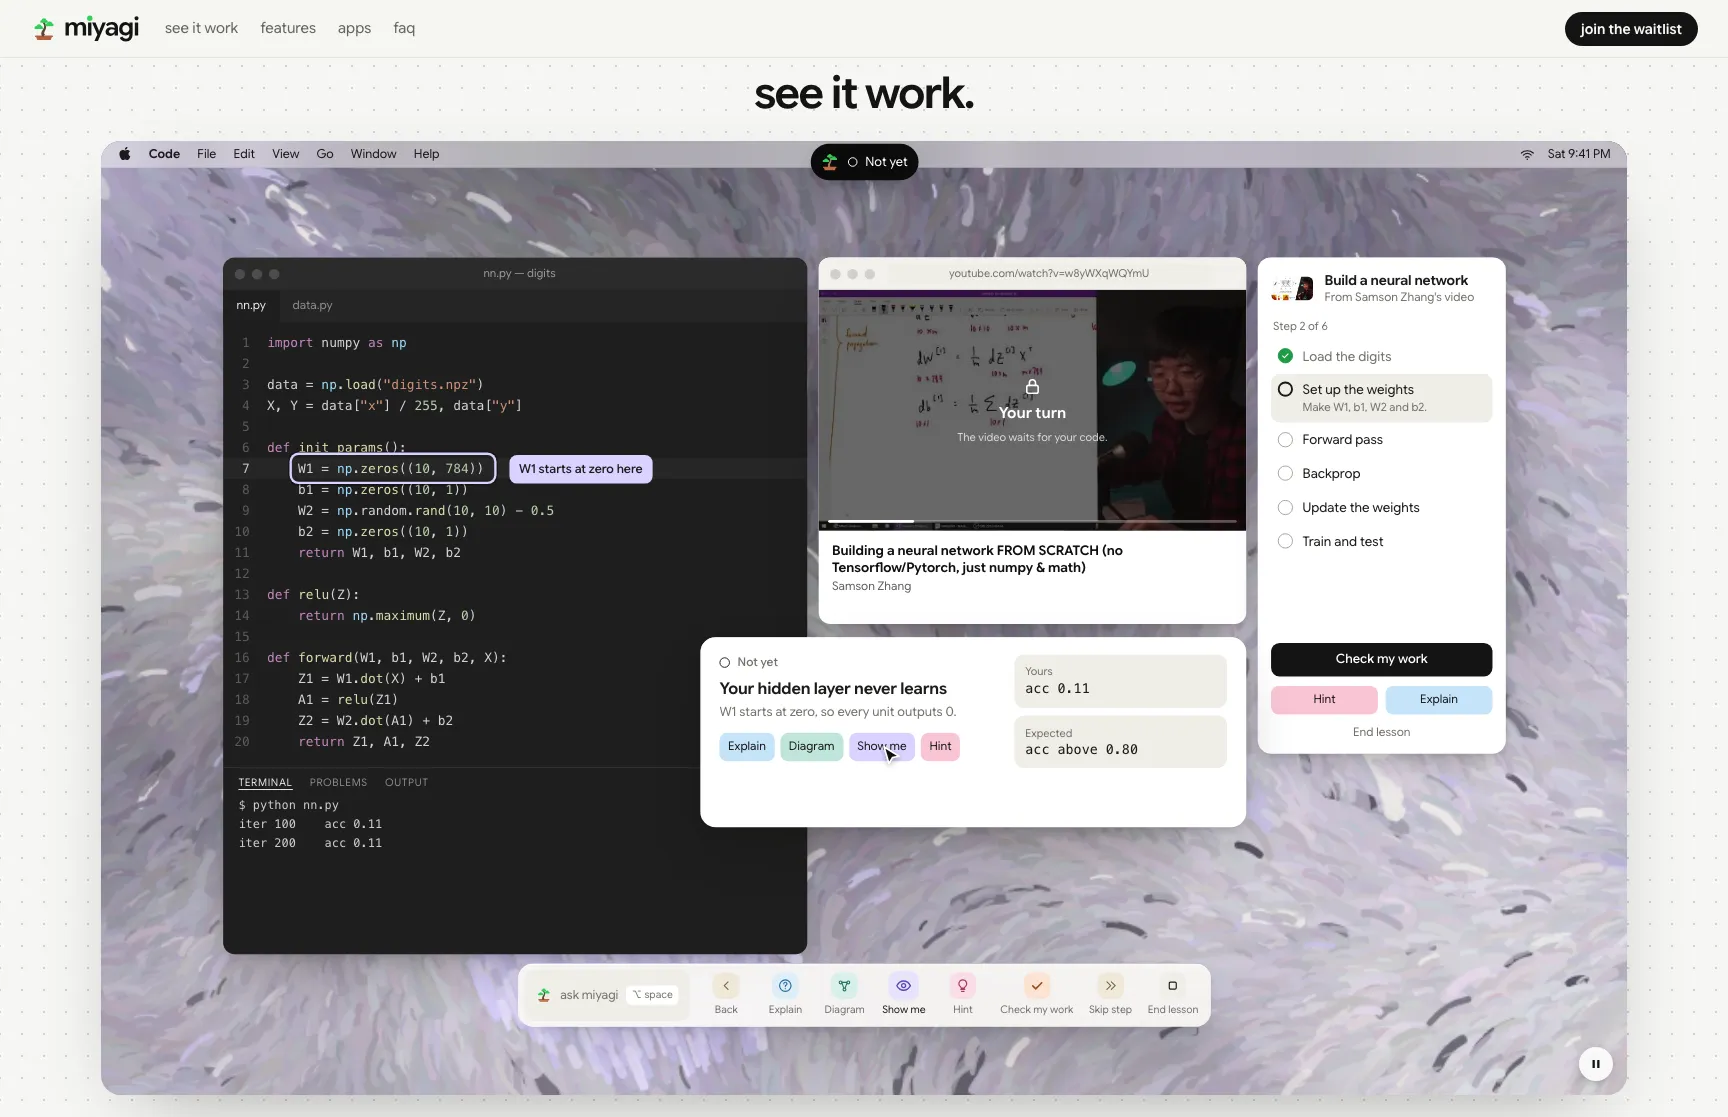 miyagi
see it work
features
apps
faq
join the waitlist
see it work.
Code File Edit View Go Window Help
Not yet
Sat 9:41 PM
nn.py — digits
nn.py
data.py
1 import numpy as np
2
3 data = np.load("digits.npz")
4 X, Y = data["x"] / 255, data["y"]
5
6 def init_params():
7 W1 = np.zeros((10, 784))
W1 starts at zero here
8 b1 = np.zeros((10, 1))
9 W2 = np.random.rand(10, 10) - 0.5
10 b2 = np.zeros((10, 1))
11 return W1, b1, W2, b2
12
13 def relu(Z):
14 return np.maximum(Z, 0)
15
16 def forward(W1, b1, W2, b2, X):
17 Z1 = W1.dot(X) + b1
18 A1 = relu(Z1)
19 Z2 = W2.dot(A1) + b2
20 return Z1, A1, Z2
TERMINAL PROBLEMS OUTPUT
$ python nn.py
iter 100 acc 0.11
iter 200 acc 0.11
youtube.com/watch?v=w8yWXqWQYmU
Your turn
The video waits for your code.
Building a neural network FROM SCRATCH (no
Tensorflow/Pytorch, just numpy & math)
Samson Zhang
Build a neural network
From Samson Zhang's video
Step 2 of 6
Load the digits
Set up the weights
Make W1, b1, W2 and b2.
Forward pass
Backprop
Update the weights
Train and test
Check my work
Hint
Explain
End lesson
Not yet
Your hidden layer never learns
W1 starts at zero, so every unit outputs 0.
Explain
Diagram
Show me
Hint
Yours
acc 0.11
Expected
acc above 0.80
ask miyagi
⌥ space
Back
Explain
Diagram
Show me
Hint
Check my work
Skip step
End lesson